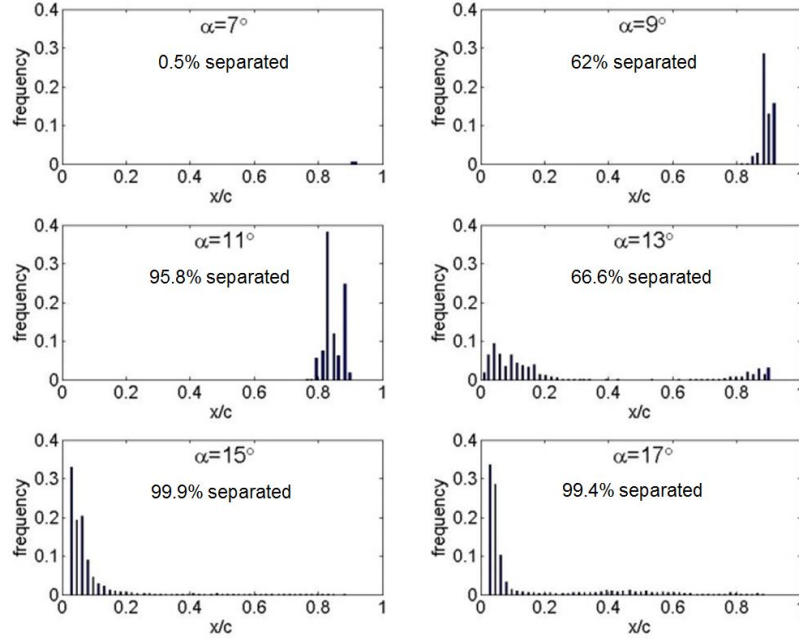 0.4
0.3
0.2
0.1
0
frequency
α=7°
0.5% separated
0 0.2 0.4 0.6 0.8 1
x/c
0.4
0.3
0.2
0.1
0
frequency
α=9°
62% separated
0 0.2 0.4 0.6 0.8 1
x/c
0.4
0.3
0.2
0.1
0
frequency
α=11°
95.8% separated
0 0.2 0.4 0.6 0.8 1
x/c
0.4
0.3
0.2
0.1
0
frequency
α=13°
66.6% separated
0 0.2 0.4 0.6 0.8 1
x/c
0.4
0.3
0.2
0.1
0
frequency
α=15°
99.9% separated
0 0.2 0.4 0.6 0.8 1
x/c
0.4
0.3
0.2
0.1
0
frequency
α=17°
99.4% separated
0 0.2 0.4 0.6 0.8 1
x/c